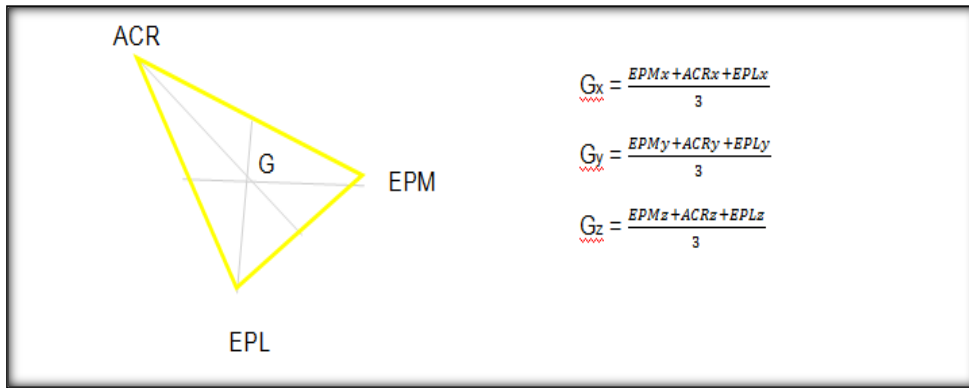 ACR
G
EPM
EPL
Gx = EPMx+ACRx+EPLx / 3
Gy = EPMy+ACRy+EPLy / 3
Gz = EPMz+ACRz+EPLz / 3